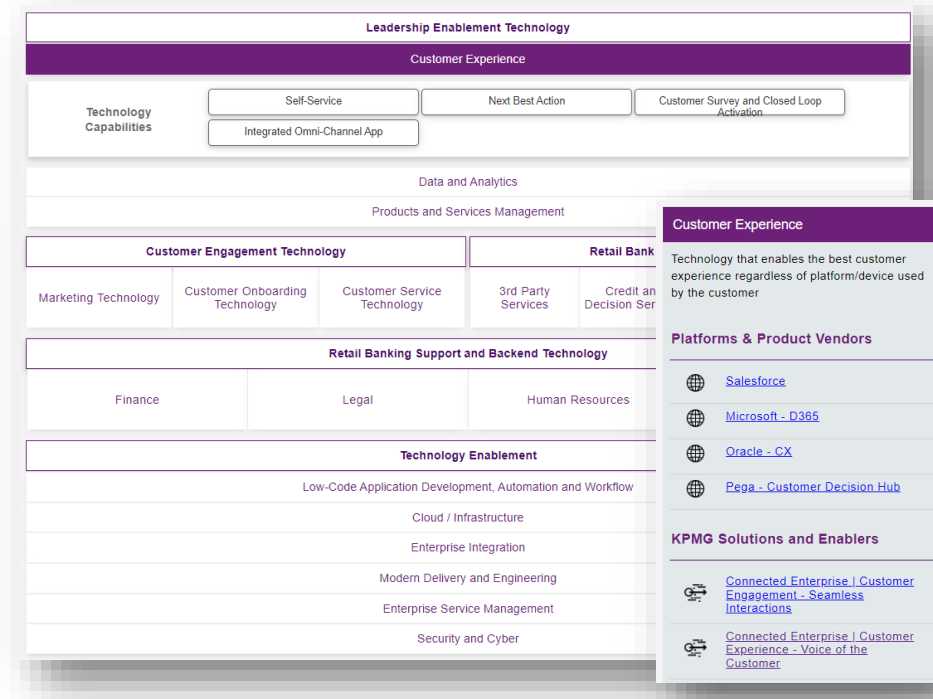 Leadership Enablement Technology
Customer Experience
Technology
Capabilities
Self-Service
Next Best Action
Customer Survey and Closed Loop
Activation
Integrated Omni-Channel App
Data and Analytics
Products and Services Management
Customer Engagement Technology
Retail Bank
Marketing Technology
Customer Onboarding
Technology
Customer Service
Technology
3rd Party
Services
Credit an
Decision Ser
Retail Banking Support and Backend Technology
Finance
Legal
Human Resources
Technology Enablement
Low-Code Application Development, Automation and Workflow
Cloud / Infrastructure
Enterprise Integration
Modern Delivery and Engineering
Enterprise Service Management
Security and Cyber
Customer Experience
Technology that enables the best customer
experience regardless of platform/device used
by the customer
Platforms & Product Vendors
Salesforce
Microsoft - D365
Oracle - CX
Pega - Customer Decision Hub
KPMG Solutions and Enablers
Connected Enterprise | Customer
Engagement - Seamless
Interactions
Connected Enterprise | Customer
Experience - Voice of the
Customer